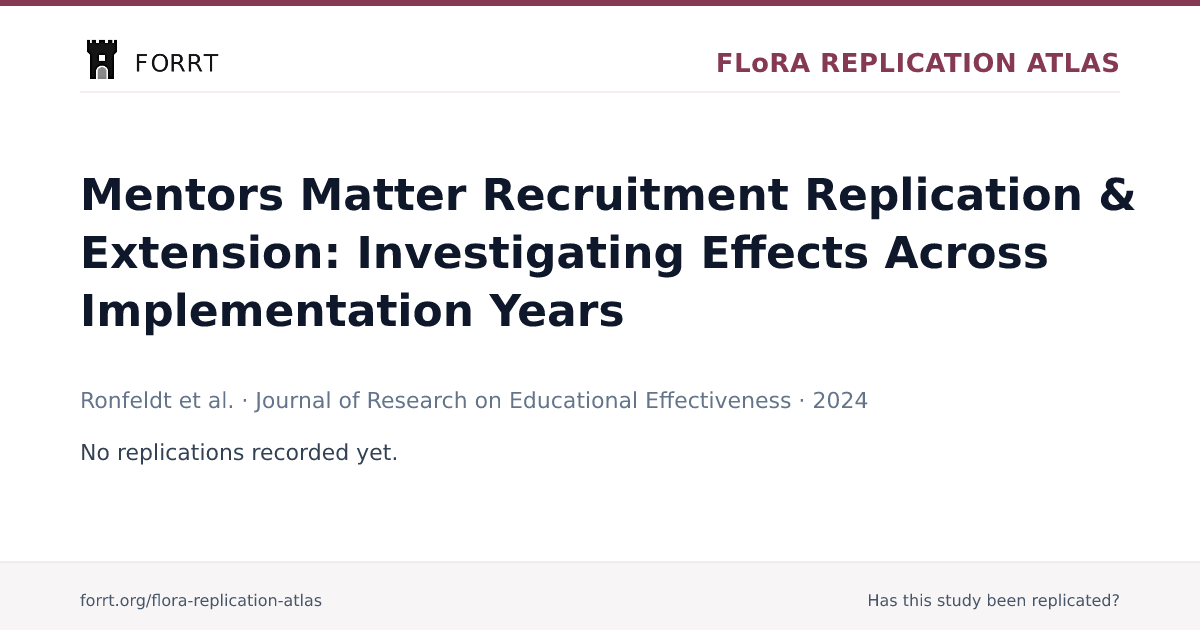 FORRT
FLoRA REPLICATION ATLAS
Mentors Matter Recruitment Replication &
Extension: Investigating Effects Across
Implementation Years
Ronfeldt et al. · Journal of Research on Educational Effectiveness · 2024
No replications recorded yet.
forrt.org/flora-replication-atlas
Has this study been replicated?